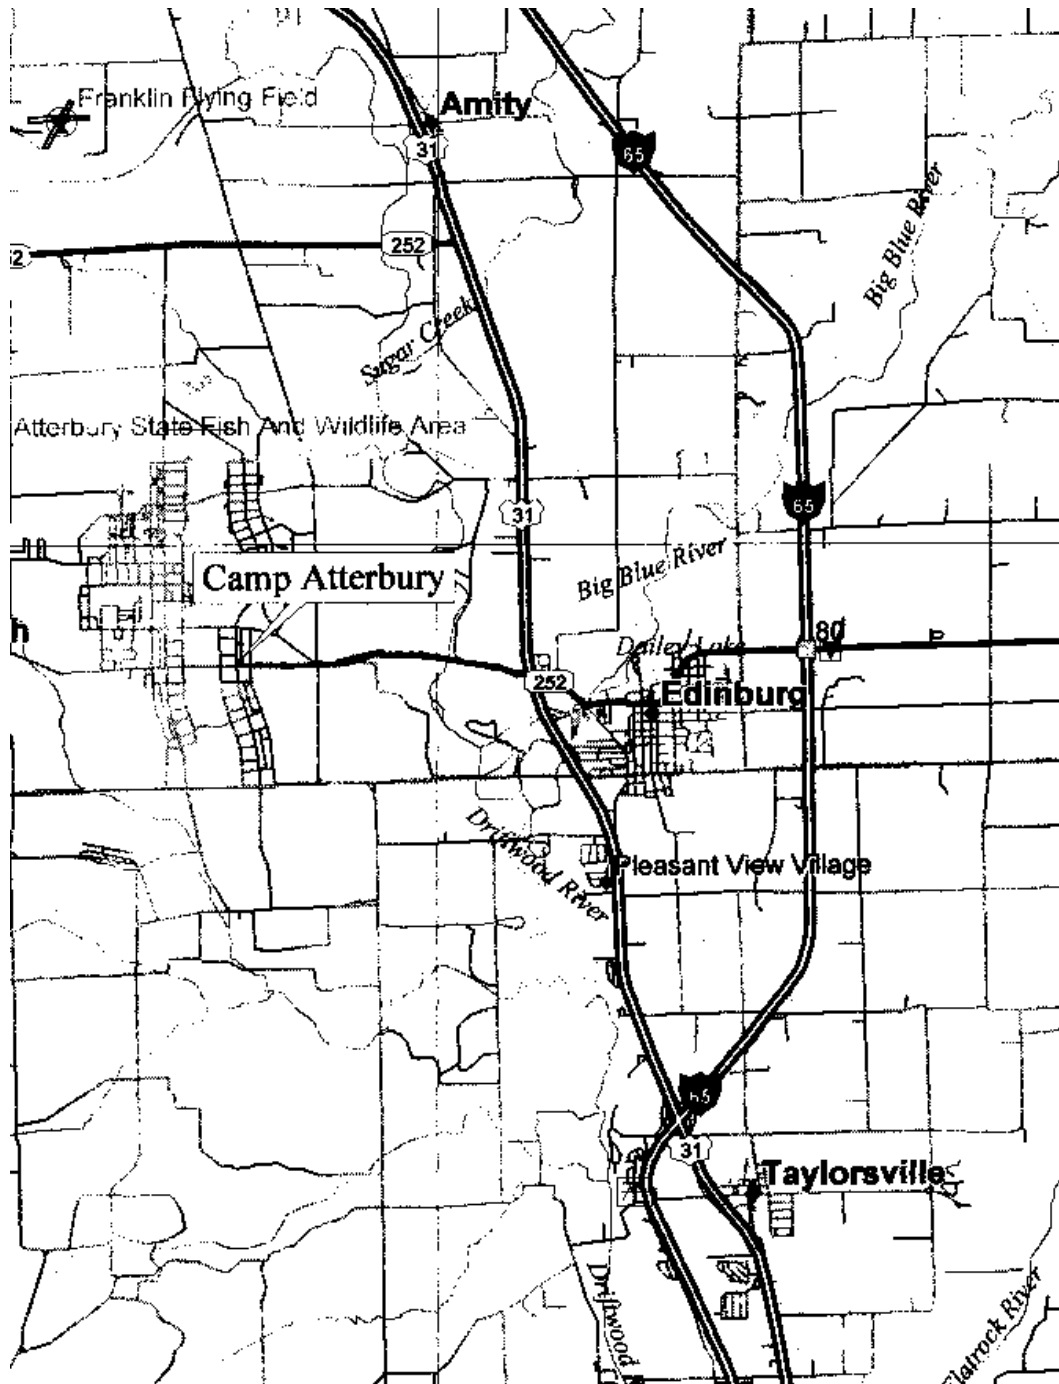 Franklin Flying Field
Amity
31
65
Big Blue River
252
Sugar Creek
Atterbury State Fish And Wildlife Area
65
31
Big Blue River
Camp Atterbury
80
252
Edinburg
Driftwood River
Pleasant View Village
65
31
Taylorsville
Driftwood
Flatrock River